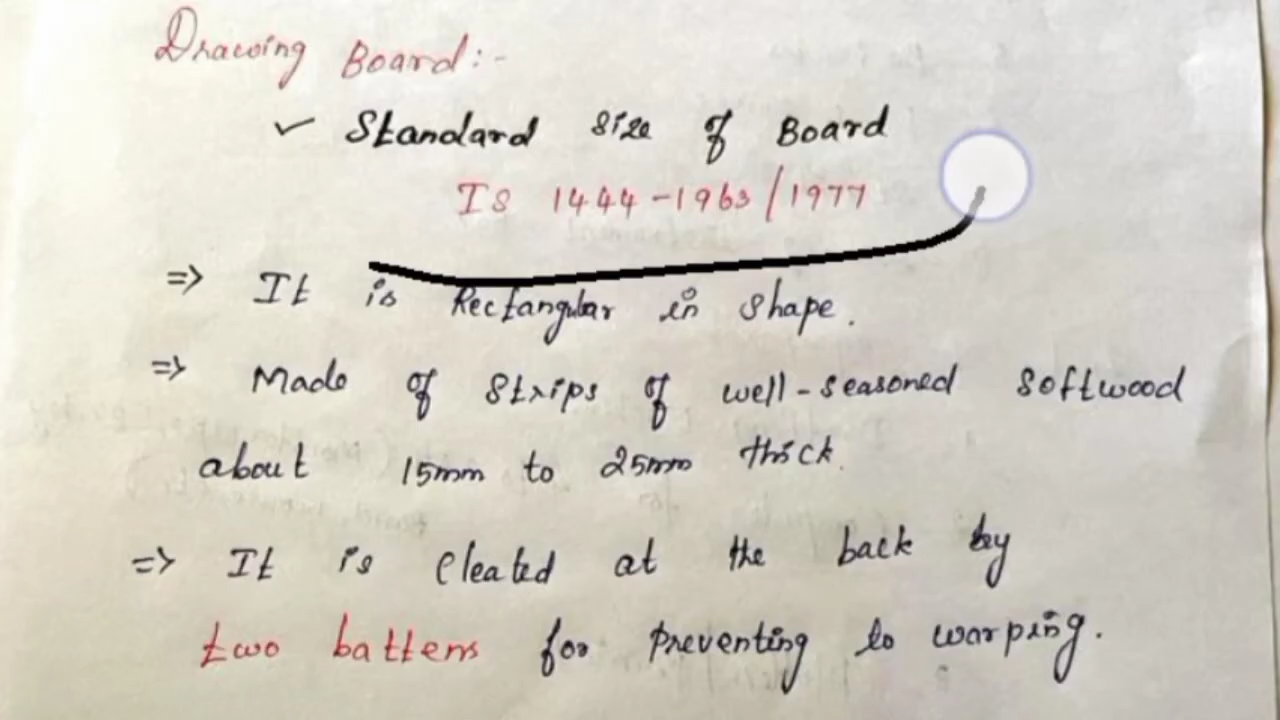 Drawing Board:-
✓ Standard size of Board
IS 1444-1963/1977
=> It is Rectangular in shape.
=> Made of strips of well-seasoned softwood
about 15mm to 25mm thick.
=> It is cleated at the back by
two battens for preventing to warping.